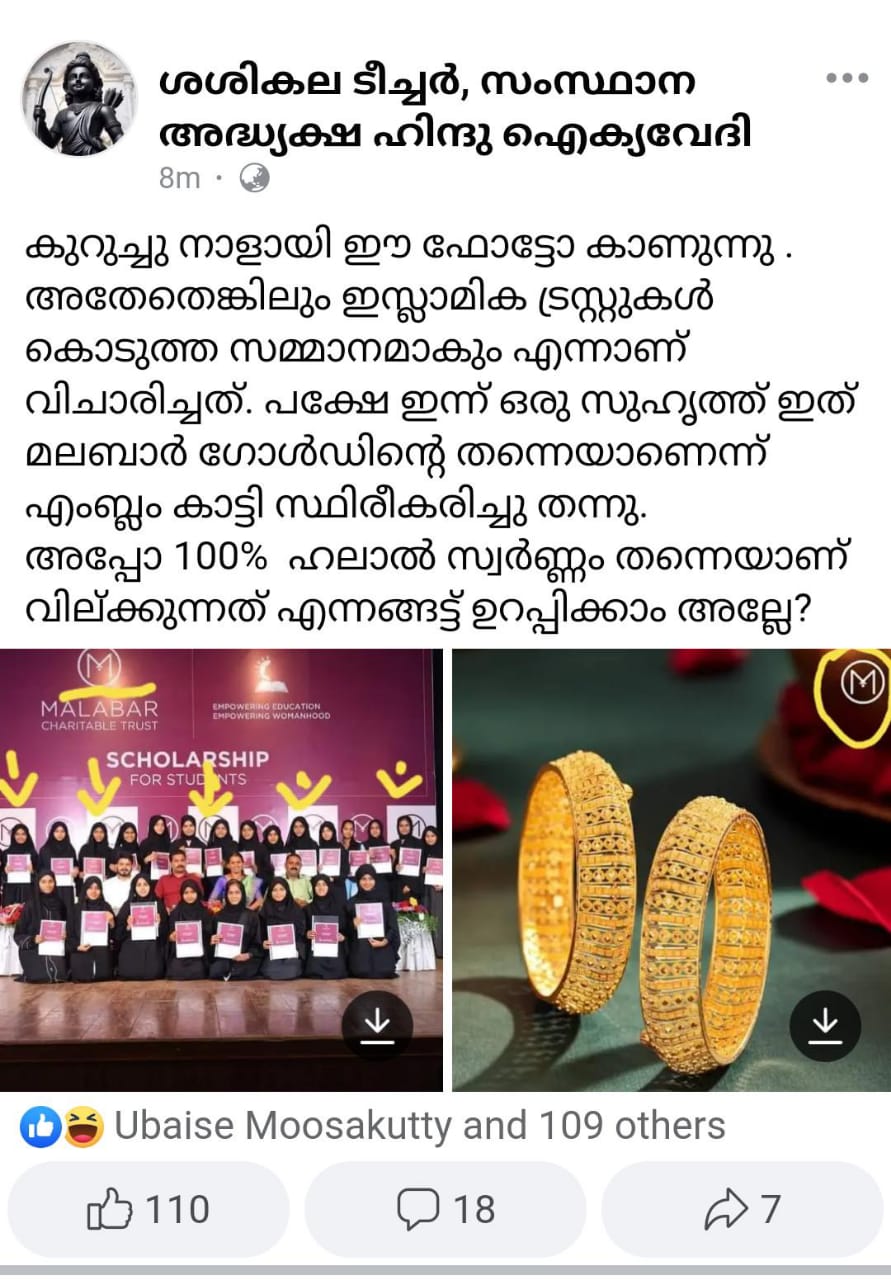 ശശികല ടീച്ചർ, സംസ്ഥാന
അദ്ധ്യക്ഷ ഹിന്ദു ഐക്യവേദി
8m ·
കുറുച്ചു നാളായി ഈ ഫോട്ടോ കാണുന്നു .
അതേതെങ്കിലും ഇസ്ലാമിക ട്രസ്റ്റുകൾ
കൊടുത്ത സമ്മാനമാകും എന്നാണ്
വിചാരിച്ചത്. പക്ഷേ ഇന്ന് ഒരു സുഹൃത്ത് ഇത്
മലബാർ ഗോൾഡിന്റെ തന്നെയാണെന്ന്
എംബ്ലം കാട്ടി സ്ഥിരീകരിച്ചു തന്നു.
അപ്പോ 100% ഹലാൽ സ്വർണ്ണം തന്നെയാണ്
വില്ക്കുന്നത് എന്നങ്ങട്ട് ഉറപ്പിക്കാം അല്ലേ?
M
MALABAR
CHARITABLE TRUST
EMPOWERING EDUCATION
EMPOWERING WOMANHOOD
SCHOLARSHIP
FOR STUDENTS
M
Ubaise Moosakutty and 109 others
110
18
7